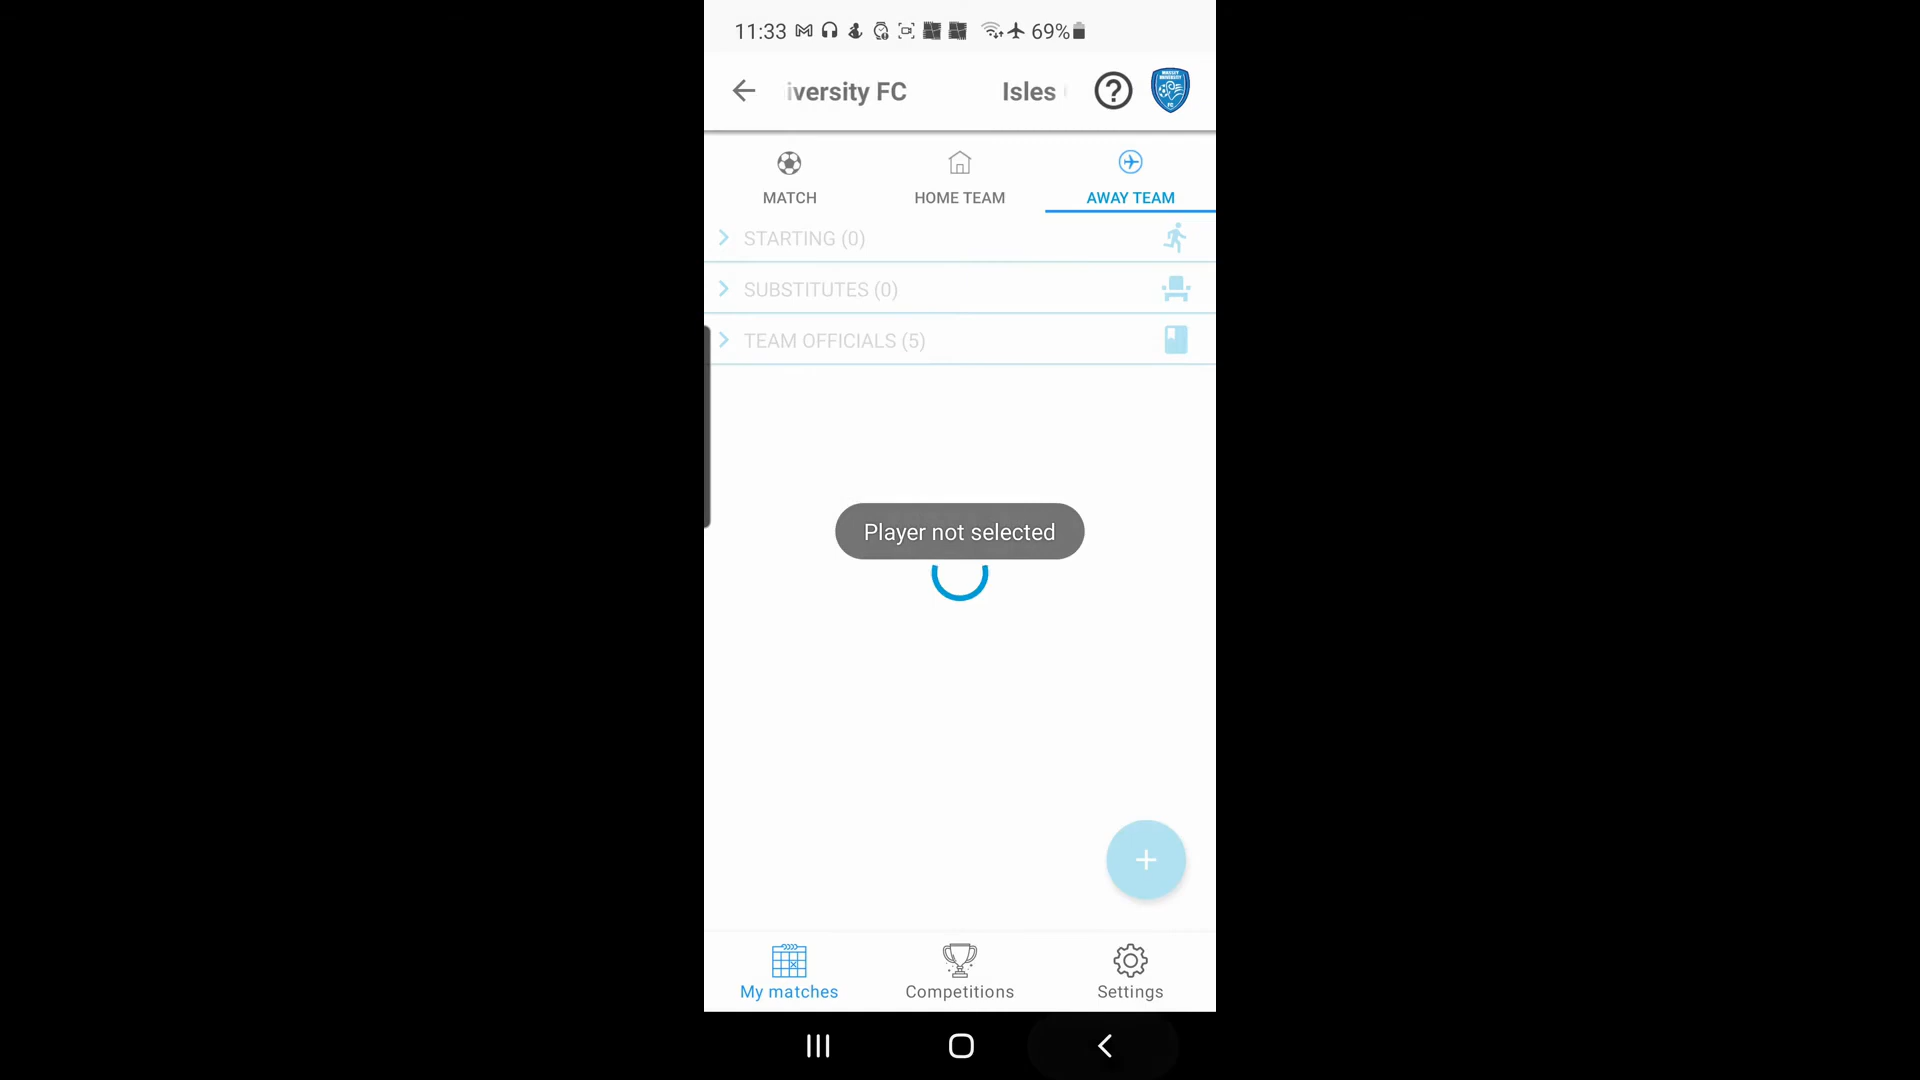 11:33 69%
iversity FC Isles
MATCH HOME TEAM AWAY TEAM
STARTING (0)
SUBSTITUTES (0)
TEAM OFFICIALS (5)
Player not selected
My matches Competitions Settings